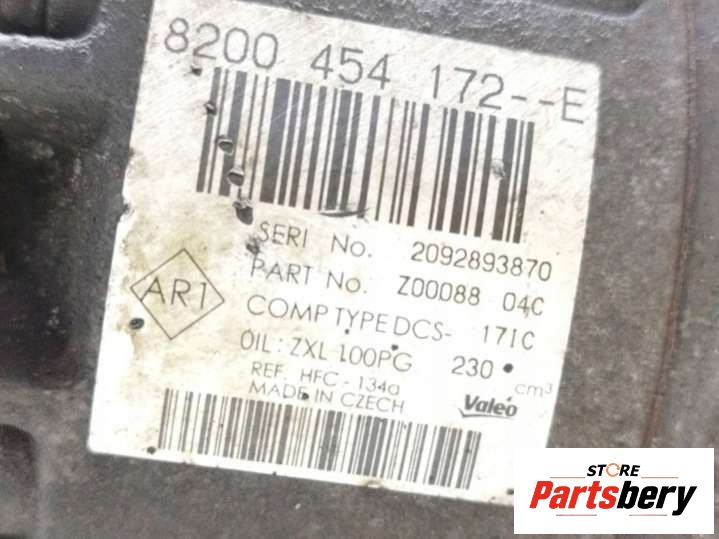 8200 454 172--E
SERI No. 2092893870
PART No. Z00088 04C
AR1
COMP TYPE DCS- 17IC
OIL: ZXL 100PG 230 cm³
REF. HFC - 134a
MADE IN CZECH
Valeo
STORE
Partsbery